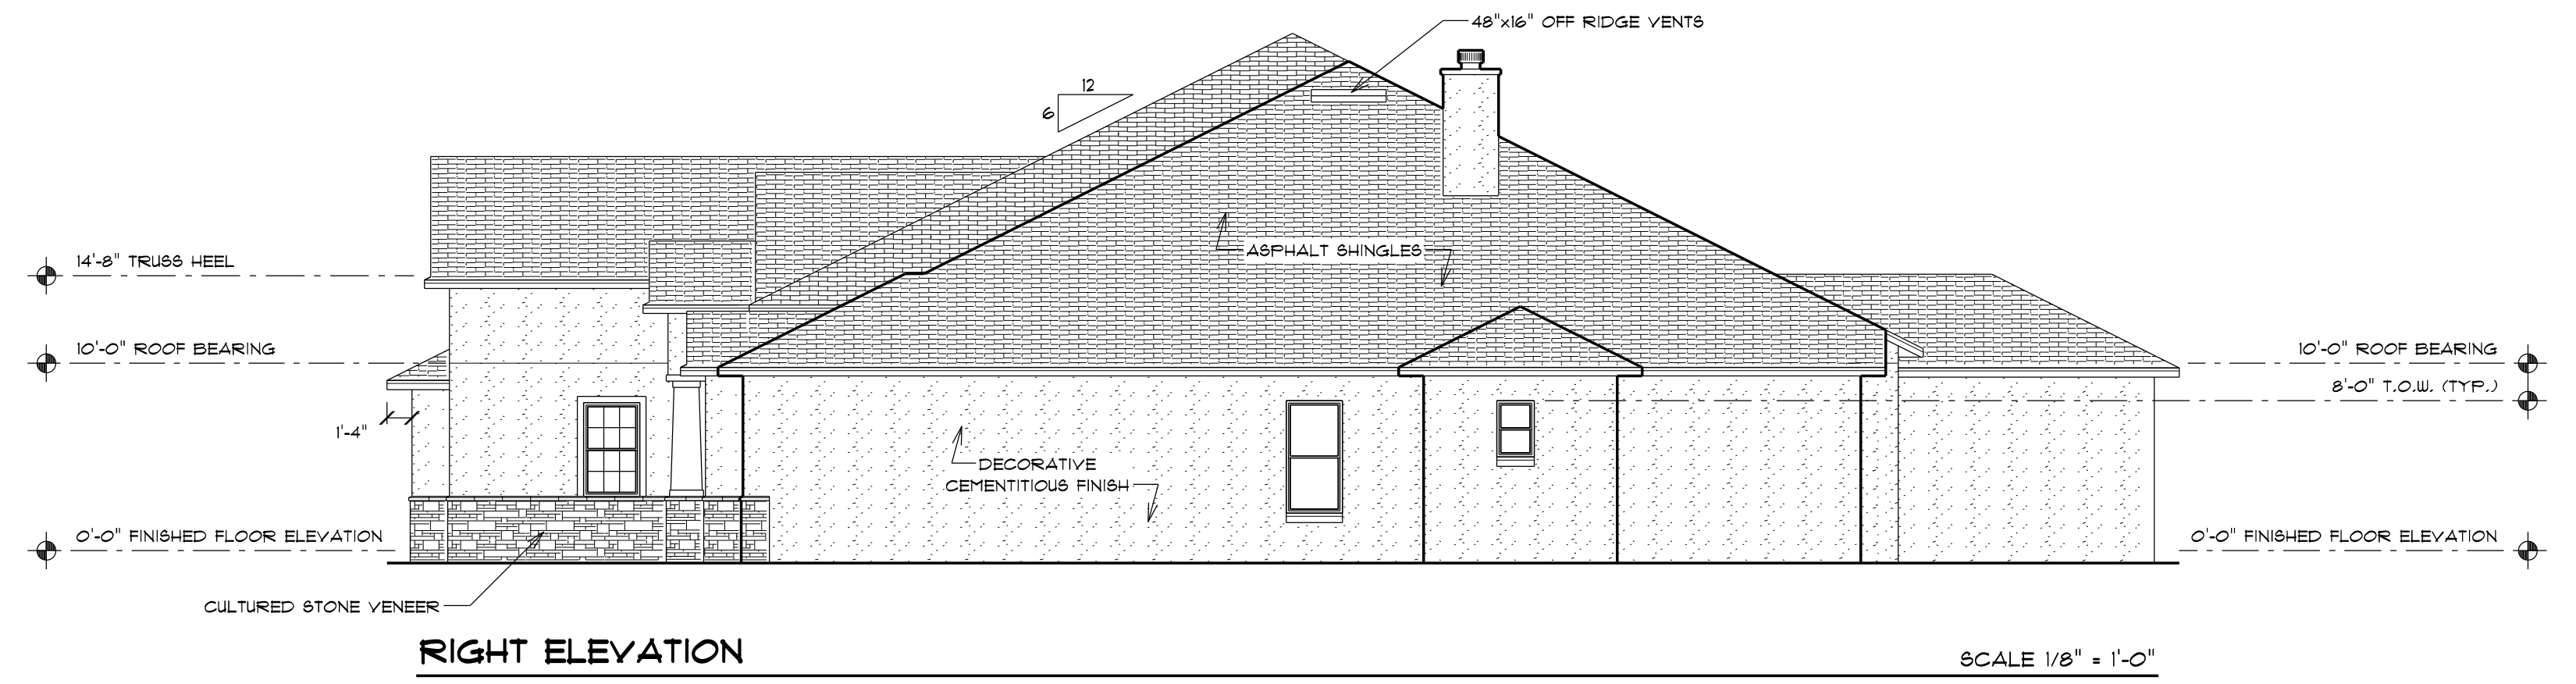 48"x16" OFF RIDGE VENTS
12
6
ASPHALT SHINGLES
14'-8" TRUSS HEEL
10'-0" ROOF BEARING
10'-0" ROOF BEARING
8'-0" T.O.W. (TYP.)
1'-4"
DECORATIVE
CEMENTITIOUS FINISH
0'-0" FINISHED FLOOR ELEVATION
0'-0" FINISHED FLOOR ELEVATION
CULTURED STONE VENEER
RIGHT ELEVATION
SCALE 1/8" = 1'-0"